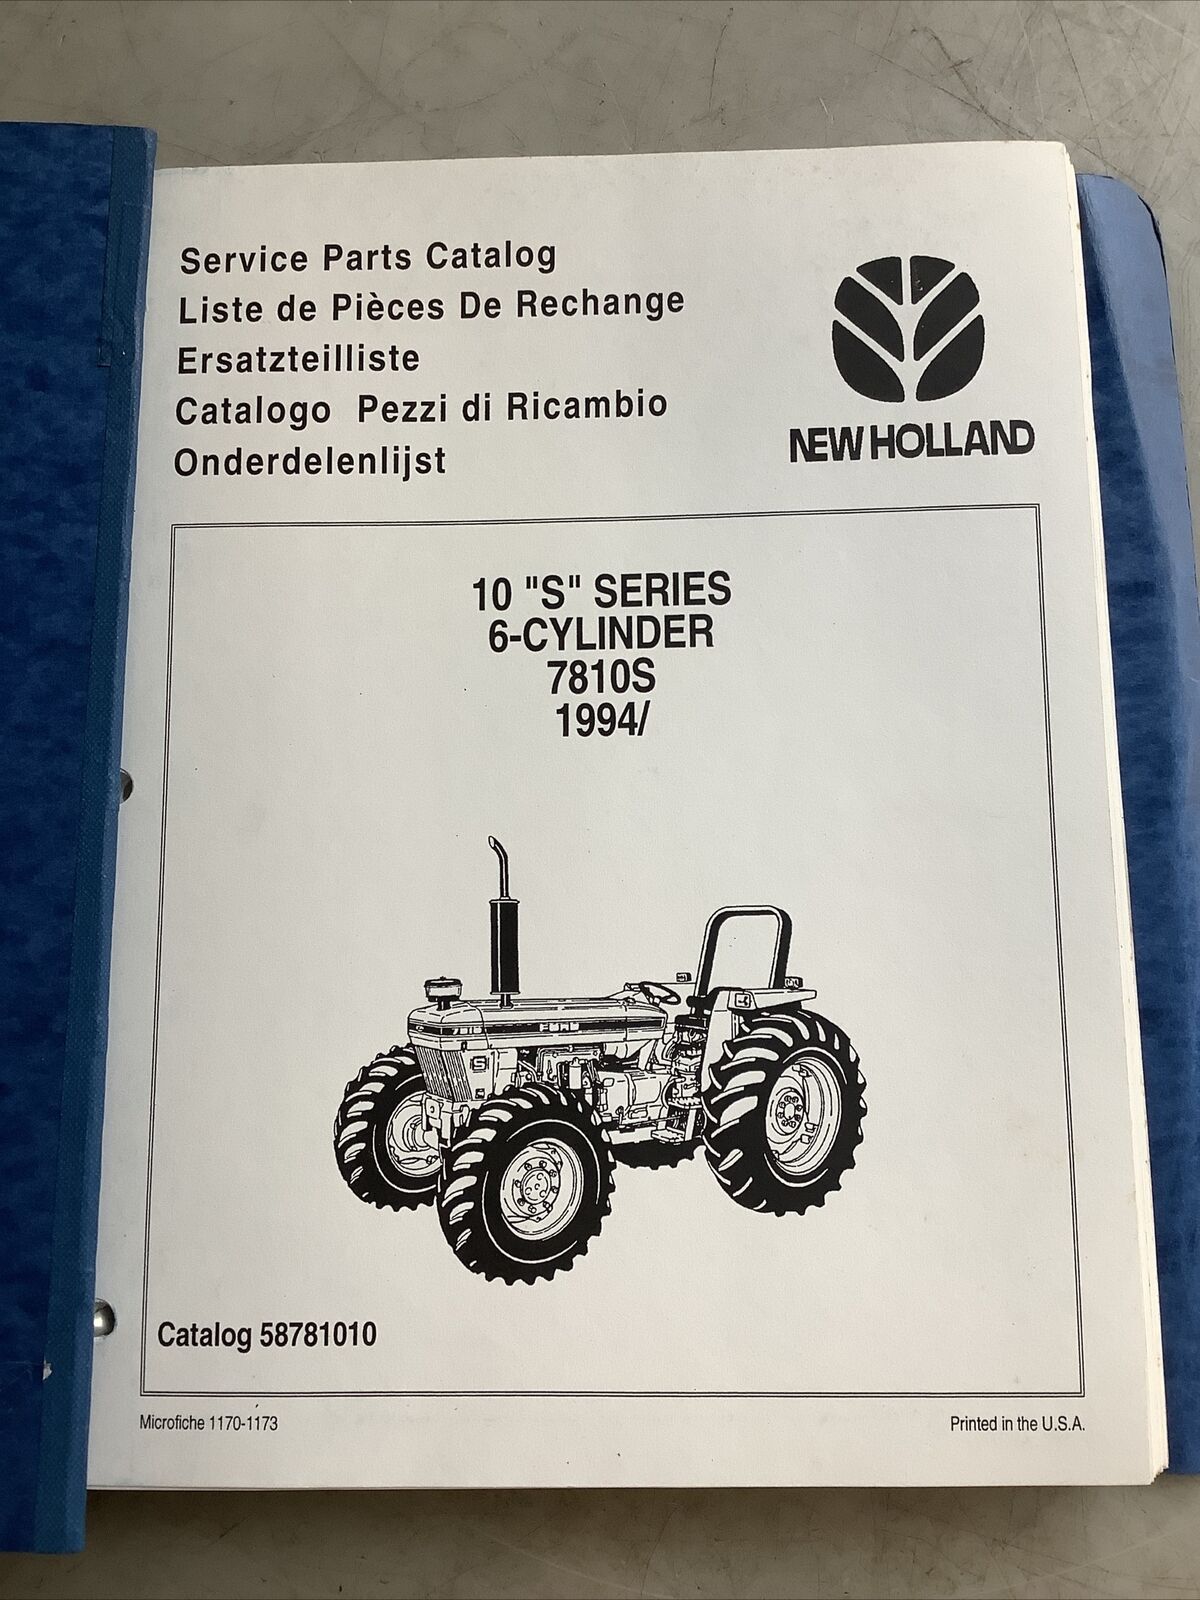 Service Parts Catalog
Liste de Pièces De Rechange
Ersatzteilliste
Catalogo Pezzi di Ricambio
Onderdelenlijst
NEW HOLLAND
10 "S" SERIES
6-CYLINDER
7810S
1994/
FORD
S
Catalog 58781010
Microfiche 1170-1173
Printed in the U.S.A.